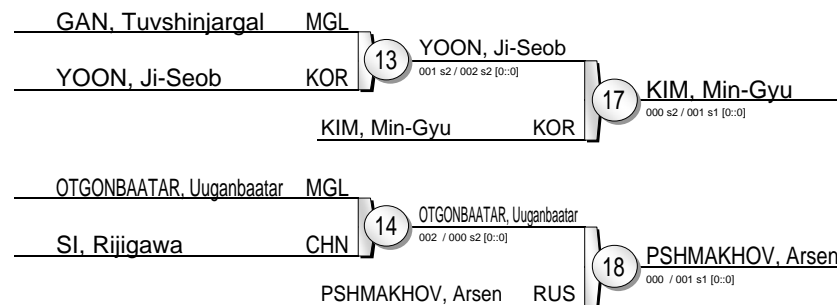 GAN, Tuvshinjargal MGL
13
YOON, Ji-Seob
001 s2 / 002 s2 [0::0]
YOON, Ji-Seob KOR
17
KIM, Min-Gyu
000 s2 / 001 s1 [0::0]
KIM, Min-Gyu KOR
OTGONBAATAR, Uuganbaatar MGL
14
OTGONBAATAR, Uuganbaatar
002 / 000 s2 [0::0]
SI, Rijigawa CHN
18
PSHMAKHOV, Arsen
000 / 001 s1 [0::0]
PSHMAKHOV, Arsen RUS